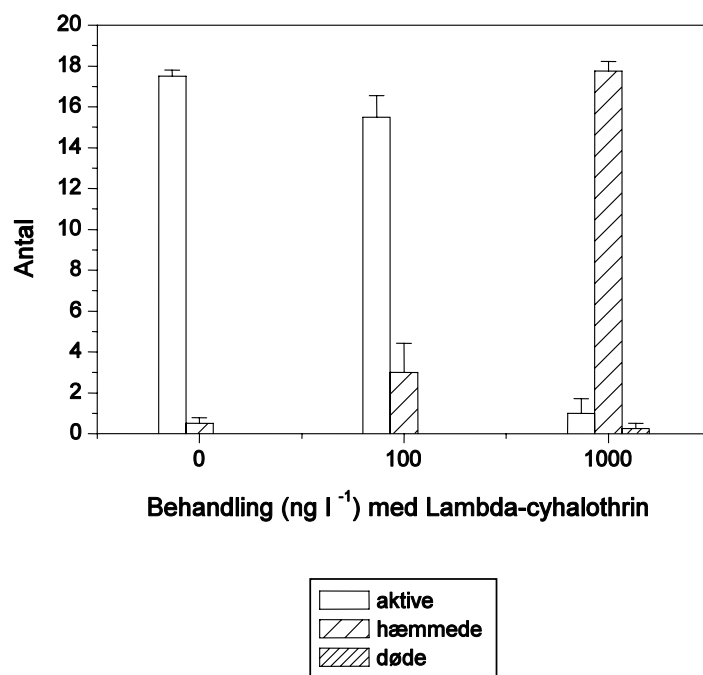 20
18
16
14
12
10
8
6
4
2
0
Antal
0 100 1000
Behandling (ng l⁻¹) med Lambda-cyhalothrin
aktive
hæmmede
døde